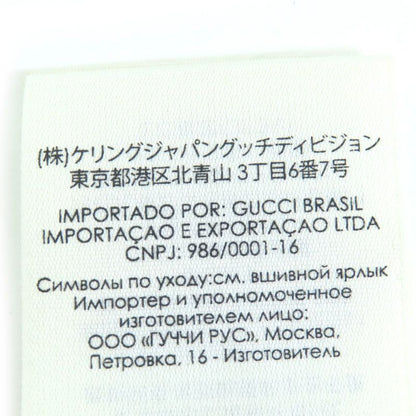 (株)ケリングジャパングッチディビジョン
東京都港区北青山 3丁目6番7号
IMPORTADO POR: GUCCI BRASIL
IMPORTAÇAO E EXPORTAÇAO LTDA
CNPJ: 986/0001-16
Символы по уходу:см. вшивной ярлык
Импортер и уполномоченное
изготовителем лицо:
ООО «ГУЧЧИ РУС», Москва,
Петровка, 16 - Изготовитель